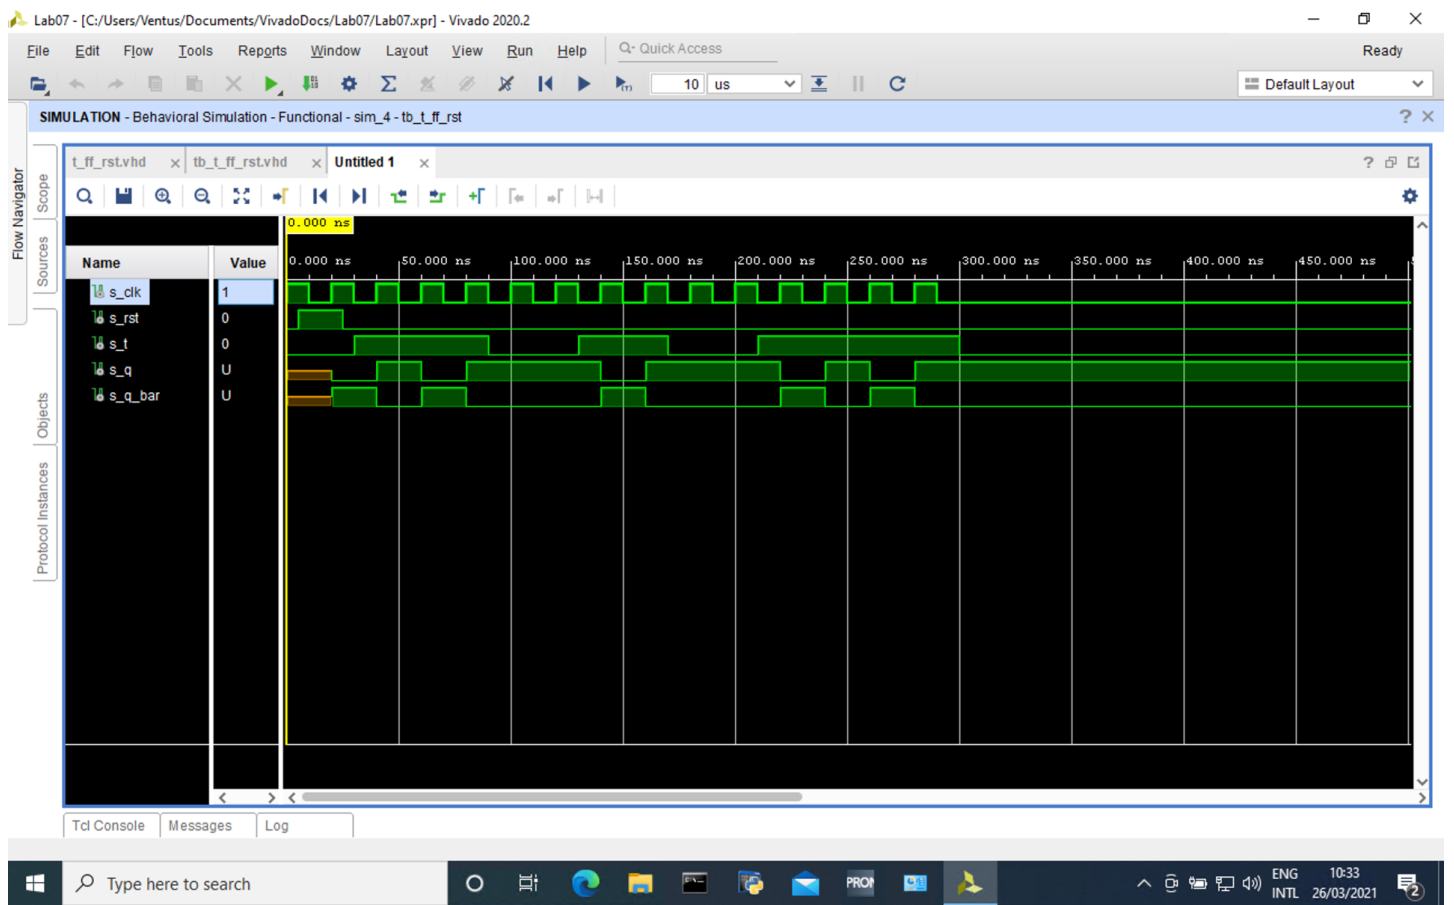 Lab07 - [C:/Users/Ventus/Documents/VivadoDocs/Lab07/Lab07.xpr] - Vivado 2020.2
File Edit Flow Tools Reports Window Layout View Run Help Quick Access Ready
10 us Default Layout
SIMULATION - Behavioral Simulation - Functional - sim_4 - tb_t_ff_rst
Flow Navigator
Scope
Sources
Objects
Protocol Instances
t_ff_rst.vhd tb_t_ff_rst.vhd Untitled 1
0.000 ns
Name Value 0.000 ns 50.000 ns 100.000 ns 150.000 ns 200.000 ns 250.000 ns 300.000 ns 350.000 ns 400.000 ns 450.000 ns
s_clk 1
s_rst 0
s_t 0
s_q U
s_q_bar U
Tcl Console Messages Log
Type here to search
PRON
ENG 10:33
INTL 26/03/2021
2